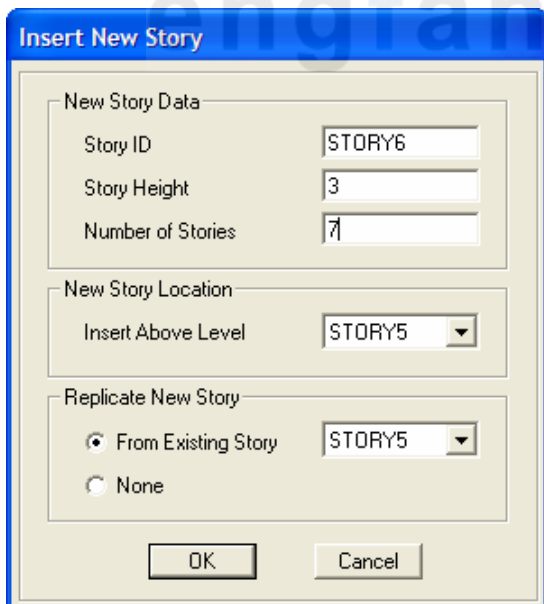 engfan
Insert New Story
New Story Data
Story ID STORY6
Story Height 3
Number of Stories 7
New Story Location
Insert Above Level STORY5
Replicate New Story
From Existing Story STORY5
None
OK Cancel